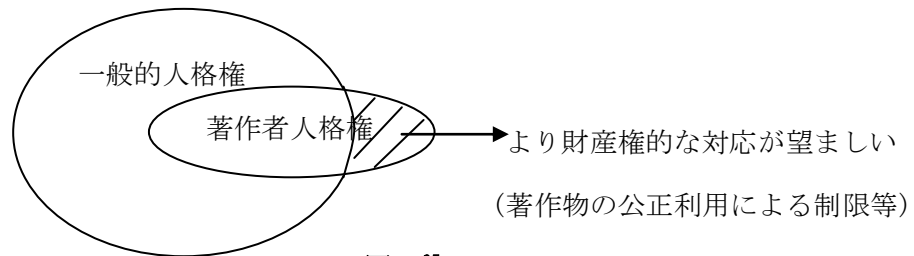 一般的人格権
著作者人格権
より財産権的な対応が望ましい
（著作物の公正利用による制限等）